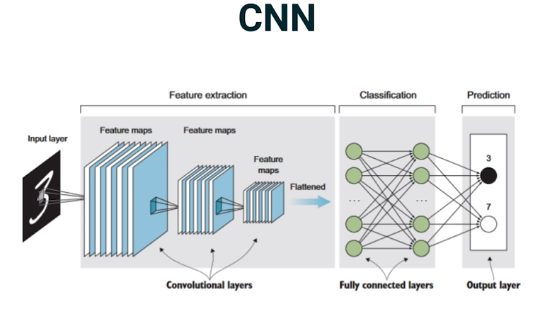 CNN
Feature extraction
Classification
Prediction
Input layer
Feature maps
Feature maps
Feature
maps
Flattened
3
7
...
...
Convolutional layers
Fully connected layers
Output layer